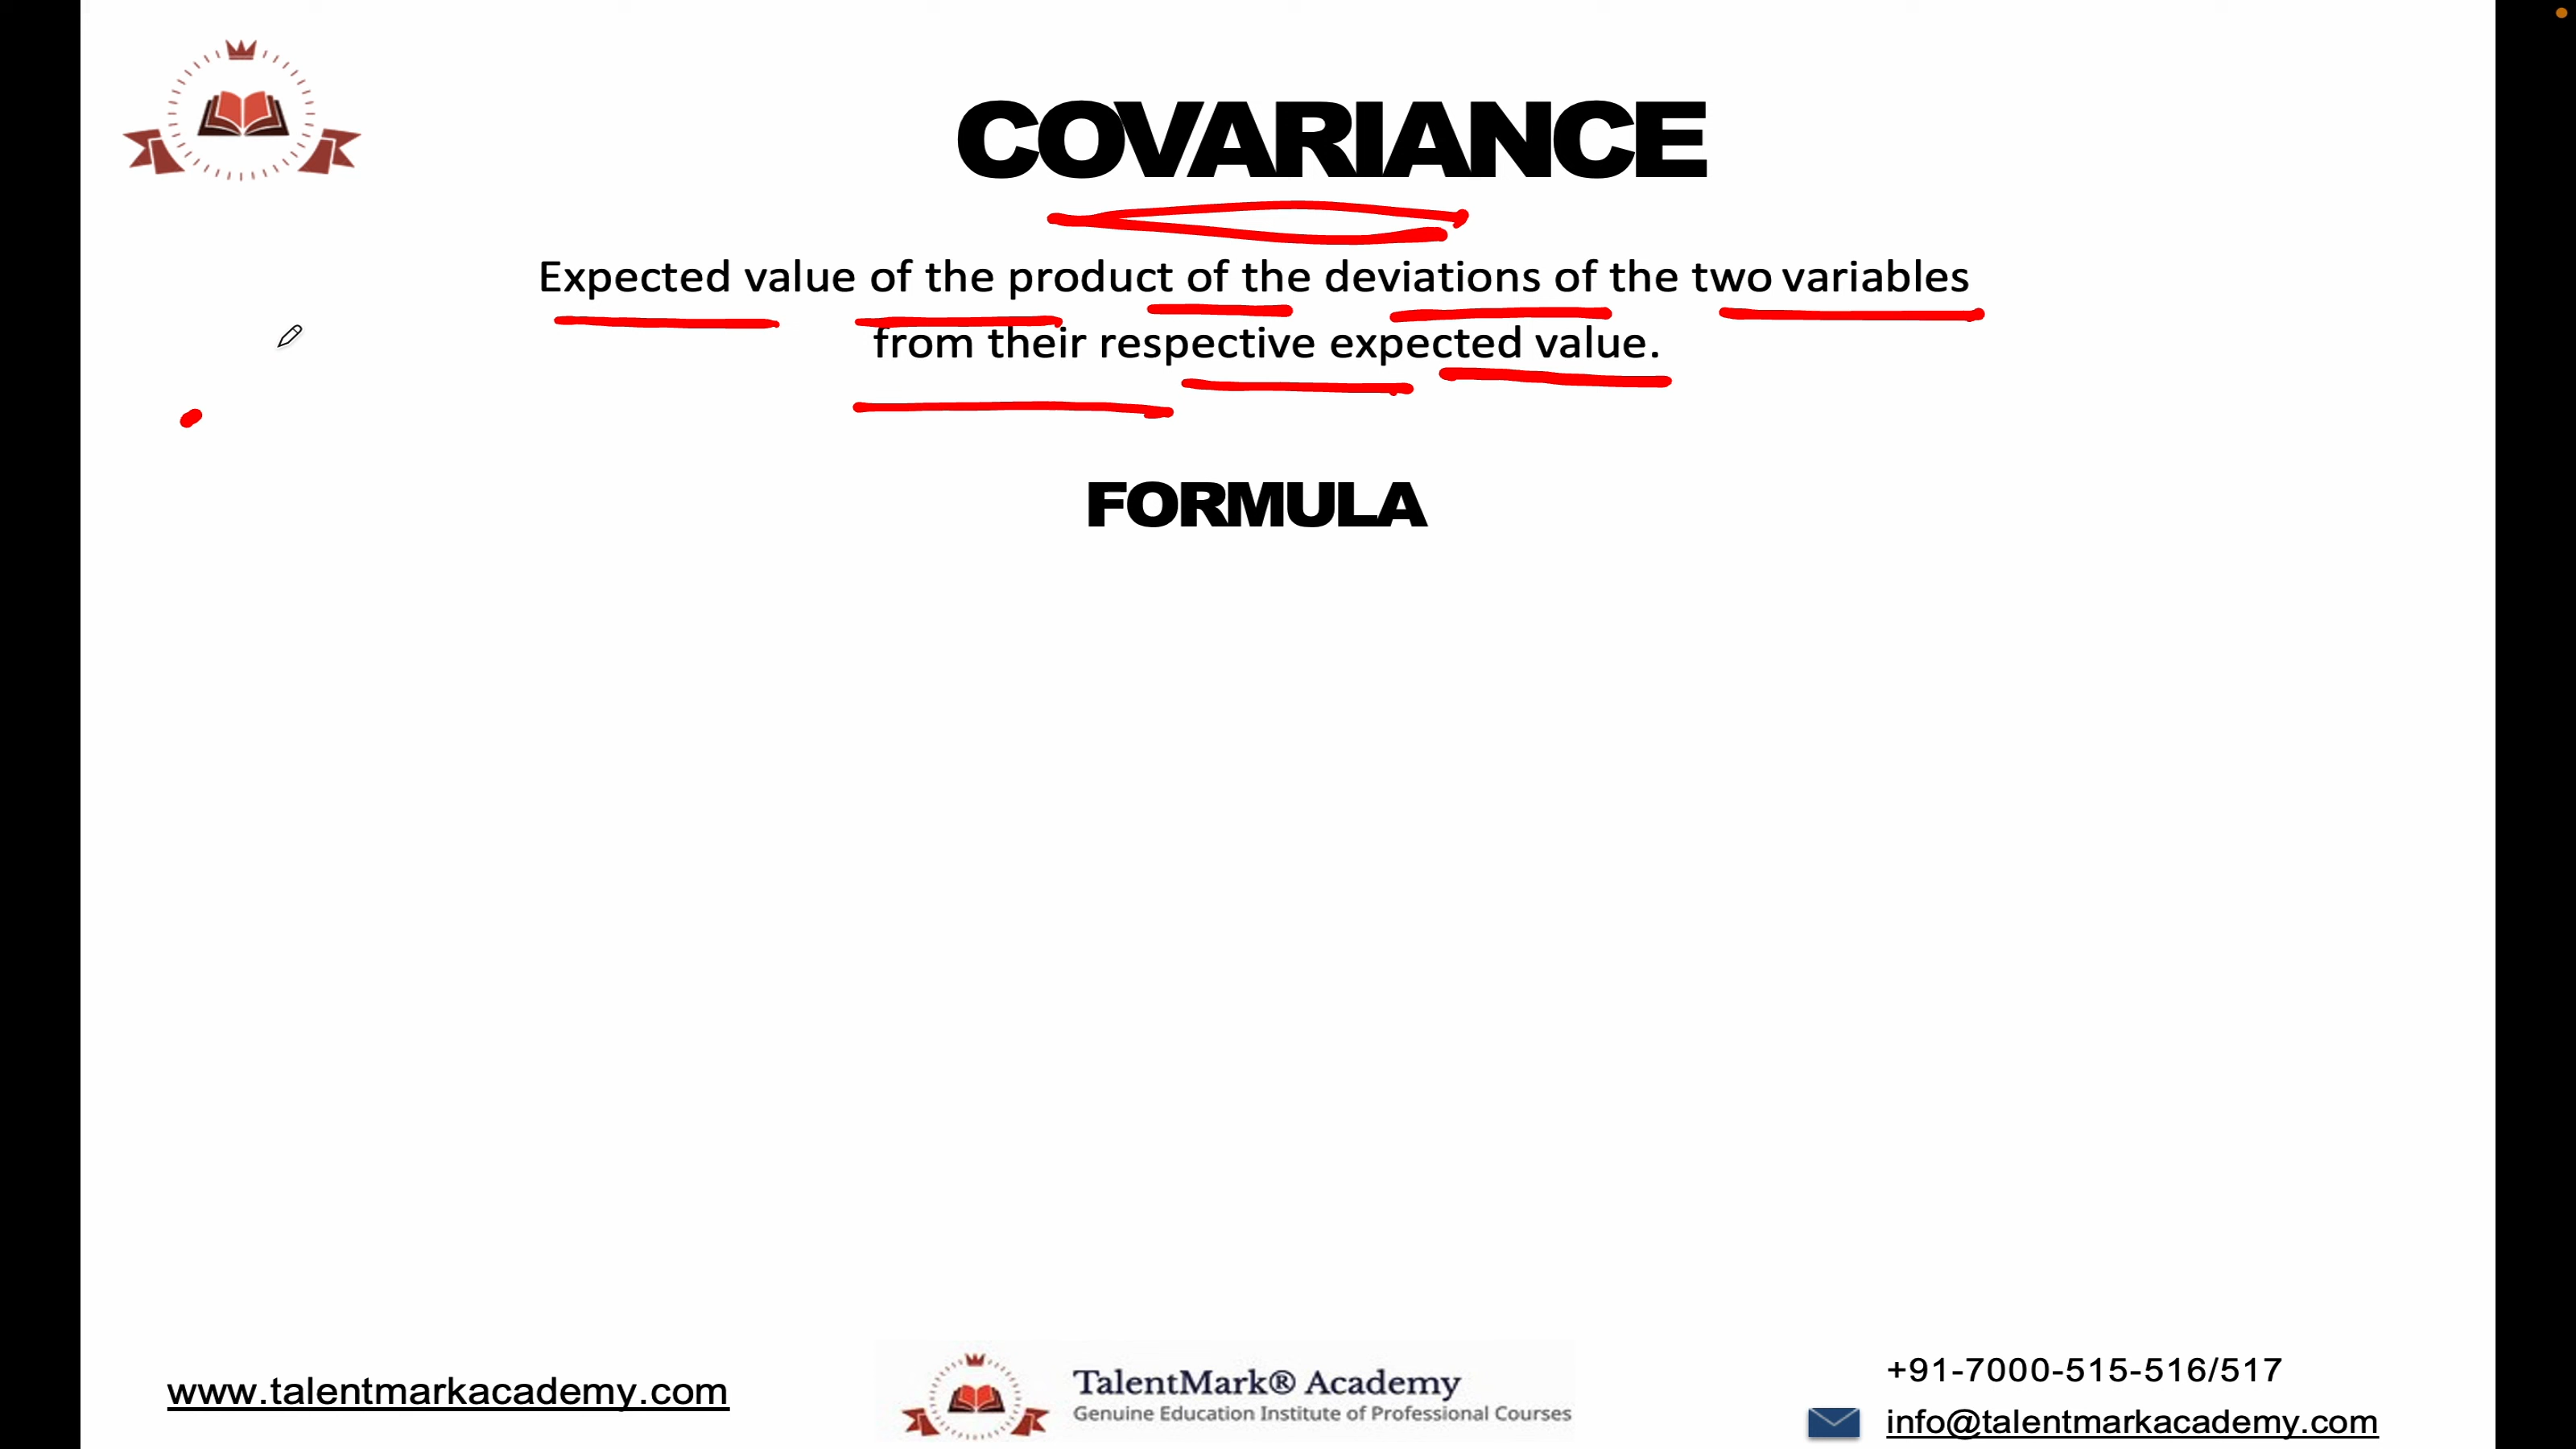 COVARIANCE
Expected value of the product of the deviations of the two variables
from their respective expected value.
FORMULA
www.talentmarkacademy.com
TalentMark® Academy
Genuine Education Institute of Professional Courses
+91-7000-515-516/517
info@talentmarkacademy.com